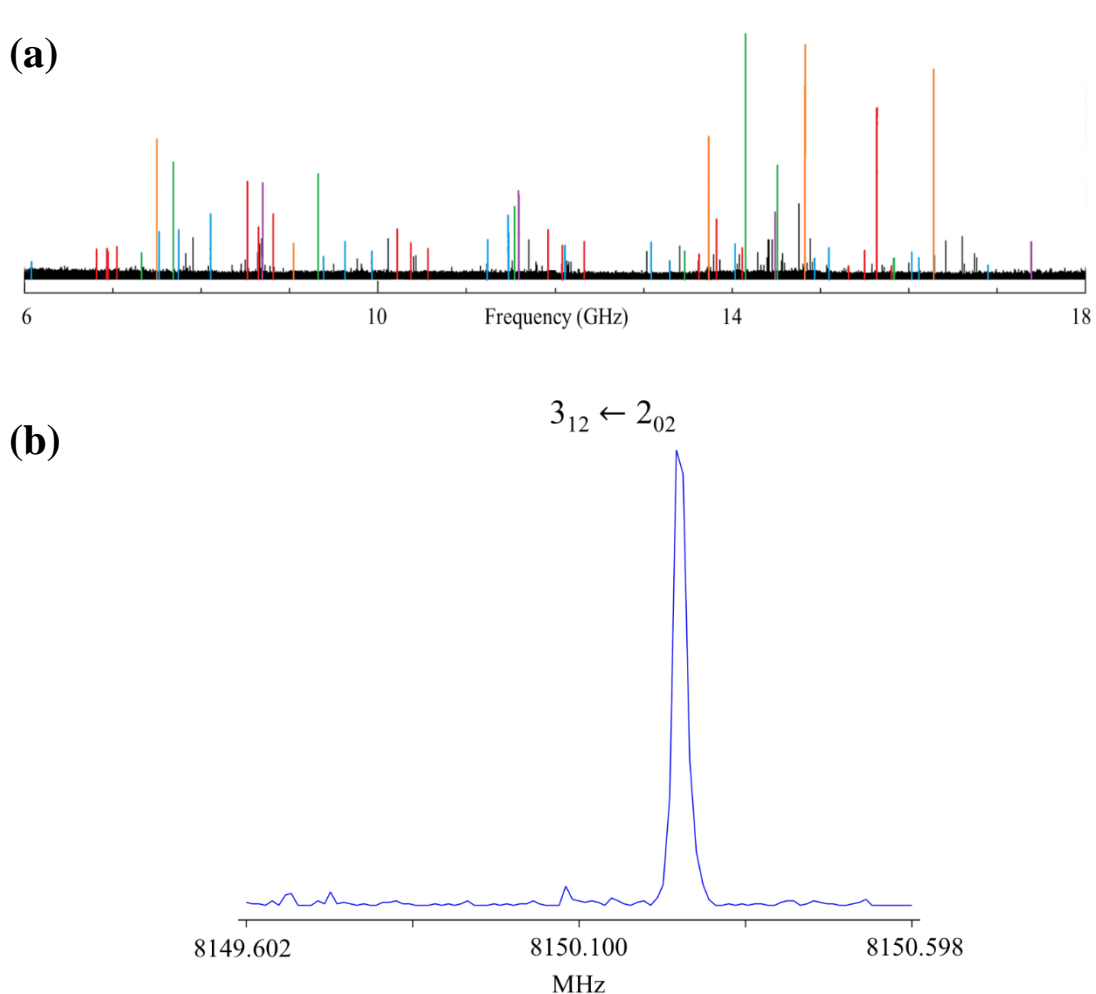 (a)
6 10 Frequency (GHz) 14 18
(b)
3₁₂ ← 2₀₂
8149.602 8150.100 8150.598
MHz